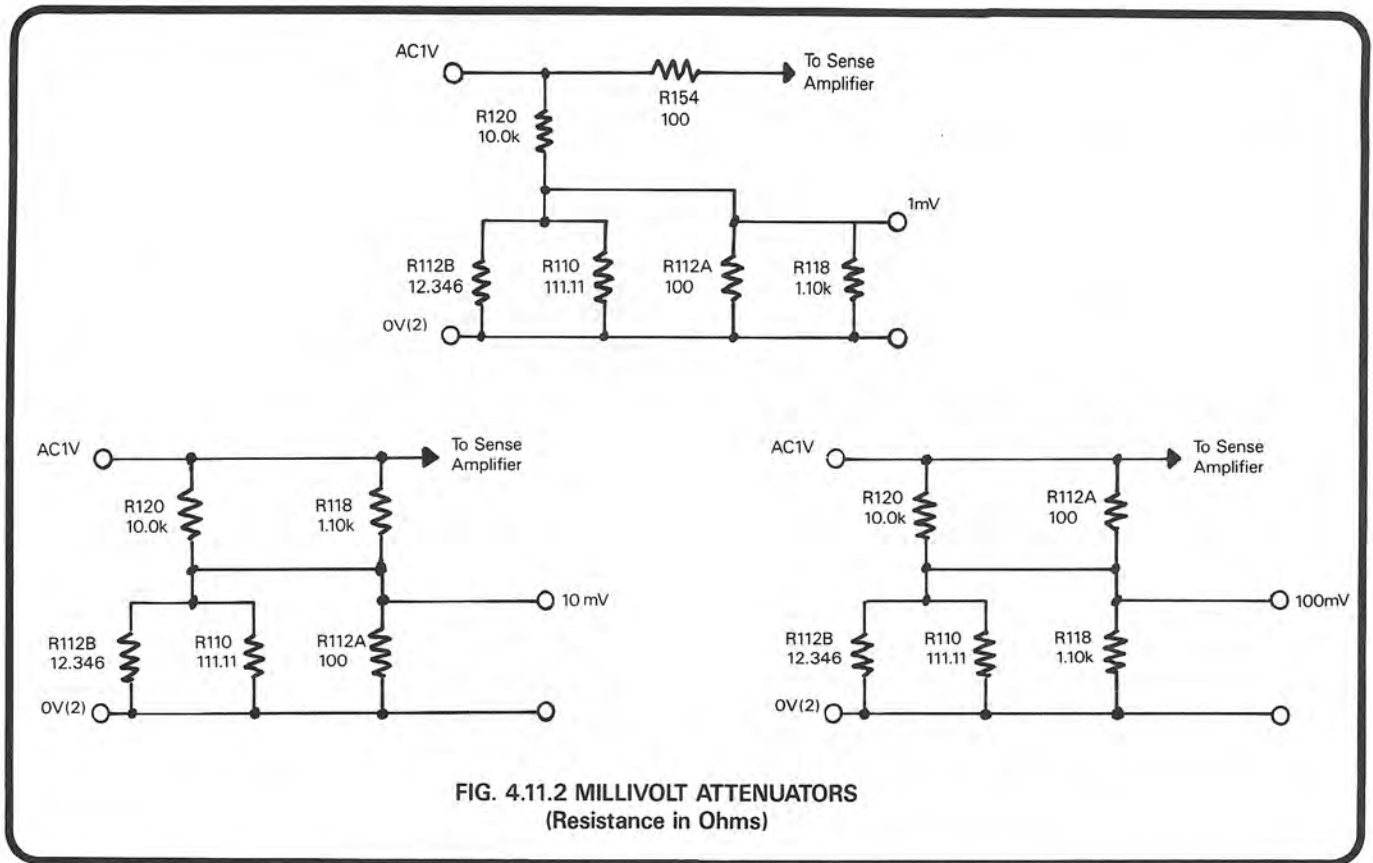 AC1V
To Sense
Amplifier
R154
100
R120
10.0k
1mV
R112B
12.346
R110
111.11
R112A
100
R118
1.10k
0V(2)
AC1V
To Sense
Amplifier
R120
10.0k
R118
1.10k
10 mV
R112B
12.346
R110
111.11
R112A
100
0V(2)
AC1V
To Sense
Amplifier
R120
10.0k
R112A
100
100mV
R112B
12.346
R110
111.11
R118
1.10k
0V(2)
FIG. 4.11.2 MILLIVOLT ATTENUATORS
(Resistance in Ohms)